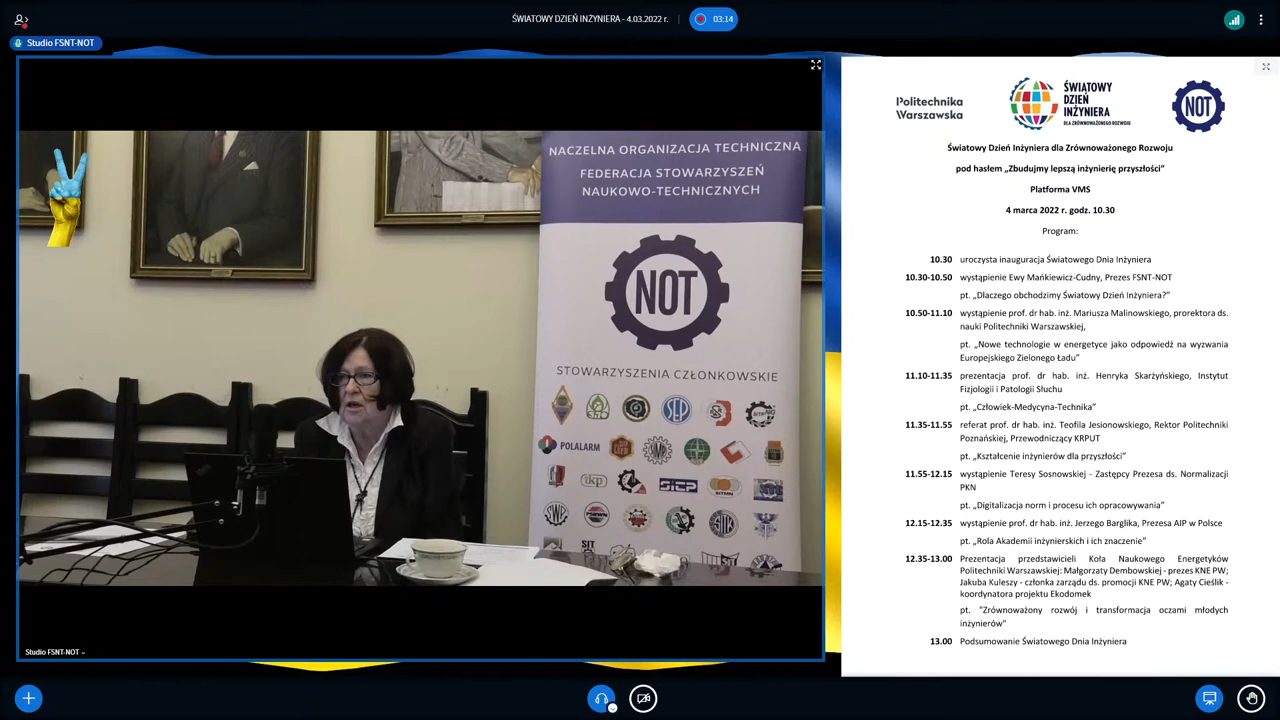 ŚWIATOWY DZIEŃ INŻYNIERA - 4.03.2022 r.
03:14
Studio FSNT-NOT
NACZELNA ORGANIZACJA TECHNICZNA
FEDERACJA STOWARZYSZEŃ
NAUKOWO-TECHNICZNYCH
NOT
STOWARZYSZENIA CZŁONKOWSKIE
SEP
POLALARM
ikp
SITPH
SITMN
SWP
SIT
Studio FSNT-NOT
Politechnika
Warszawska
ŚWIATOWY
DZIEŃ
INŻYNIERA
DLA ZRÓWNOWAŻONEGO ROZWOJU
NOT
Światowy Dzień Inżyniera dla Zrównoważonego Rozwoju
pod hasłem „Zbudujmy lepszą inżynierię przyszłości”
Platforma VMS
4 marca 2022 r. godz. 10.30
Program:
10.30 uroczysta inauguracja Światowego Dnia Inżyniera
10.30-10.50 wystąpienie Ewy Mańkiewicz-Cudny, Prezes FSNT-NOT
pt. „Dlaczego obchodzimy Światowy Dzień Inżyniera?”
10.50-11.10 wystąpienie prof. dr hab. inż. Mariusza Malinowskiego, prorektora ds.
nauki Politechniki Warszawskiej,
pt. „Nowe technologie w energetyce jako odpowiedź na wyzwania
Europejskiego Zielonego Ładu”
11.10-11.35 prezentacja prof. dr hab. inż. Henryka Skarżyńskiego, Instytut
Fizjologii i Patologii Słuchu
pt. „Człowiek-Medycyna-Technika”
11.35-11.55 referat prof. dr hab. inż. Teofila Jesionowskiego, Rektor Politechniki
Poznańskiej, Przewodniczący KRPUT
pt. „Kształcenie inżynierów dla przyszłości”
11.55-12.15 wystąpienie Teresy Sosnowskiej - Zastępcy Prezesa ds. Normalizacji
PKN
pt. „Digitalizacja norm i procesu ich opracowywania”
12.15-12.35 wystąpienie prof. dr hab. inż. Jerzego Barglika, Prezesa AIP w Polsce
pt. „Rola Akademii inżynierskich i ich znaczenie”
12.35-13.00 Prezentacja przedstawicieli Koła Naukowego Energetyków
Politechniki Warszawskiej: Małgorzaty Dembowskiej - prezes KNE PW;
Jakuba Kuleszy - członka zarządu ds. promocji KNE PW; Agaty Cieślik -
koordynatora projektu Ekodomek
pt. "Zrównoważony rozwój i transformacja oczami młodych
inżynierów"
13.00 Podsumowanie Światowego Dnia Inżyniera